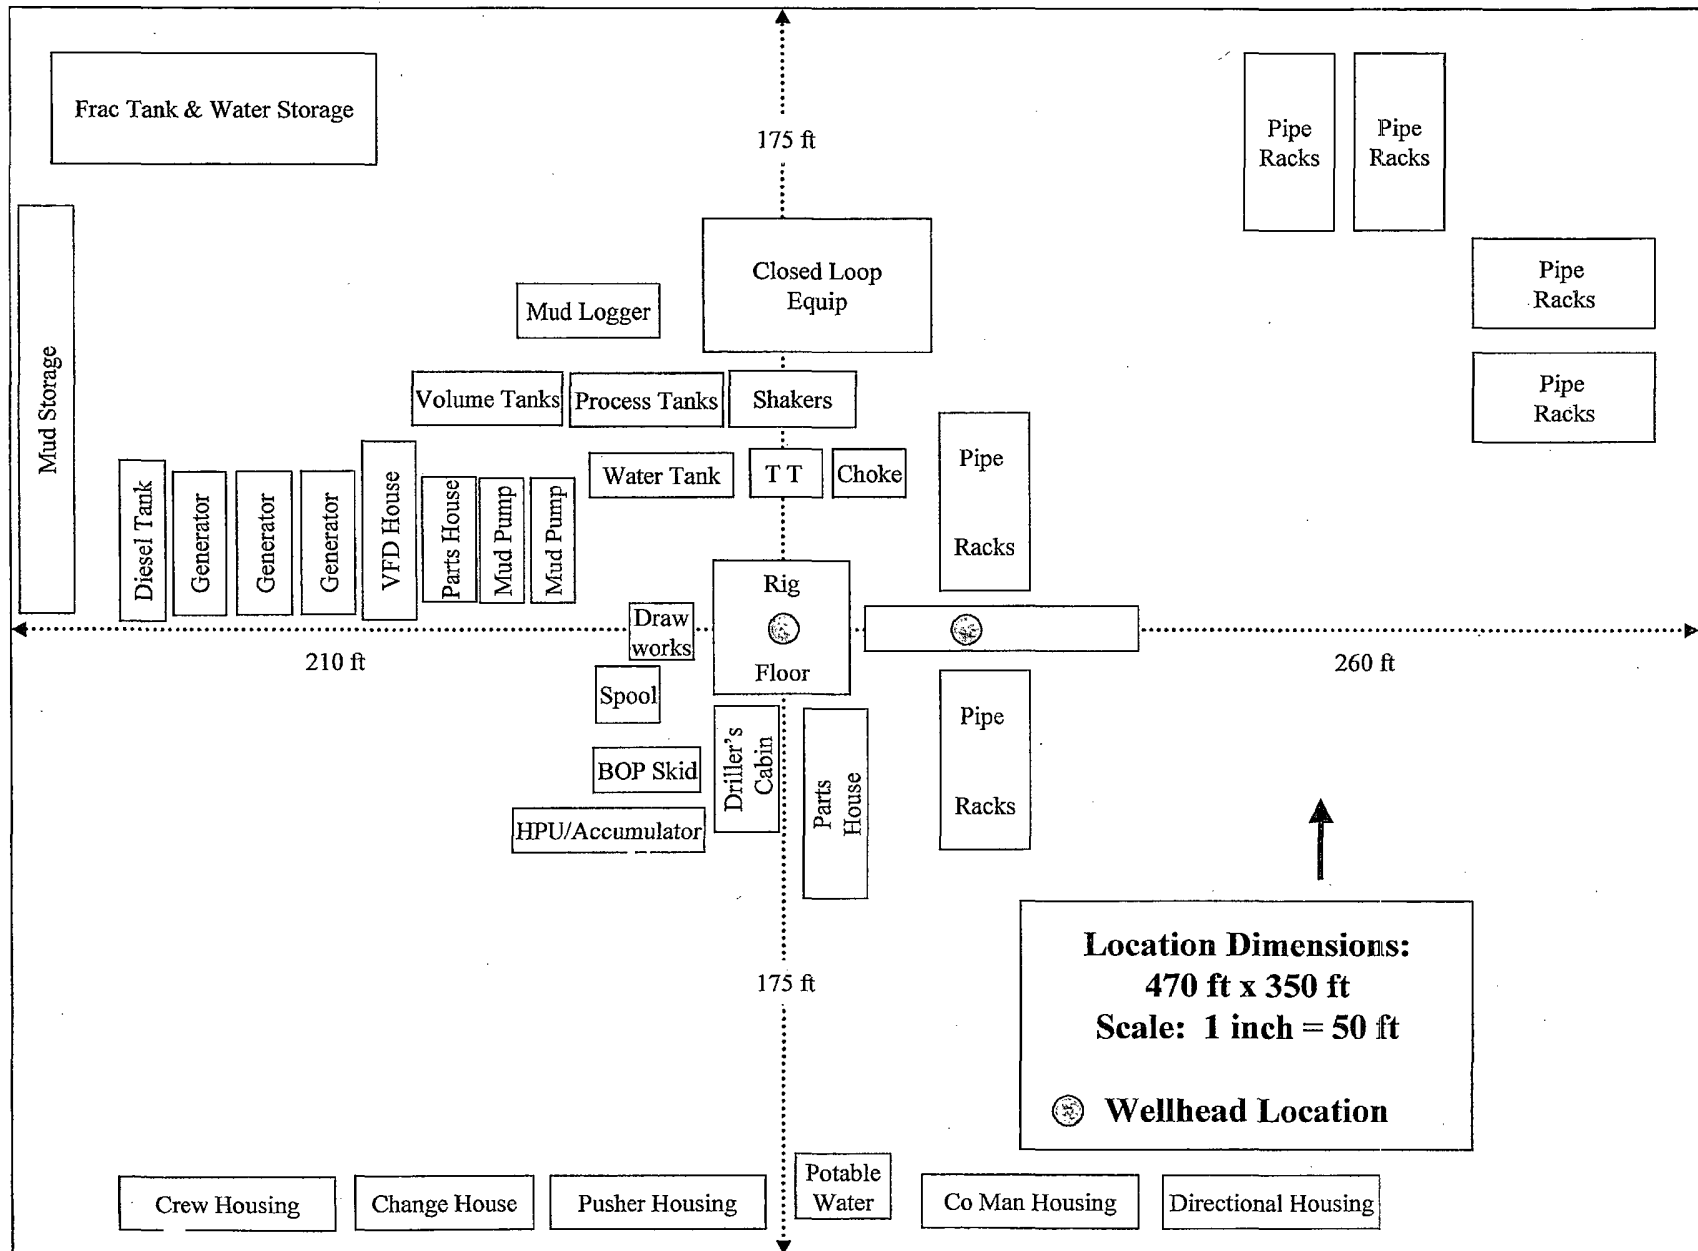 Frac Tank & Water Storage
175 ft
Pipe
Racks
Pipe
Racks
Mud Storage
Closed Loop
Equip
Pipe
Racks
Mud Logger
Pipe
Racks
Volume Tanks
Process Tanks
Shakers
Water Tank
T T
Choke
Pipe
Racks
Diesel Tank
Generator
Generator
Generator
VFD House
Parts House
Mud Pump
Mud Pump
Rig
Floor
Draw
works
210 ft
260 ft
Spool
Pipe
Racks
BOP Skid
Driller's
Cabin
Parts
House
HPU/Accumulator
Location Dimensions:
470 ft x 350 ft
Scale: 1 inch = 50 ft
Wellhead Location
175 ft
Crew Housing
Change House
Pusher Housing
Potable
Water
Co Man Housing
Directional Housing